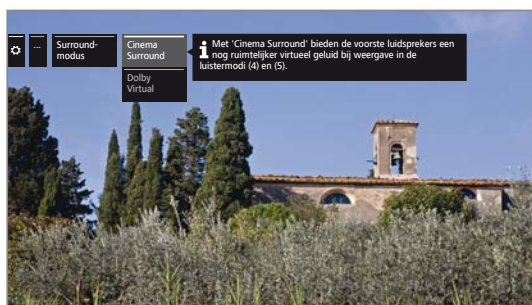 ...
Surround-
modus
Cinema
Surround
Dolby
Virtual
Met 'Cinema Surround' bieden de voorste luidsprekers een
nog ruimtelijker virtueel geluid bij weergave in de
luistermodi (4) en (5).